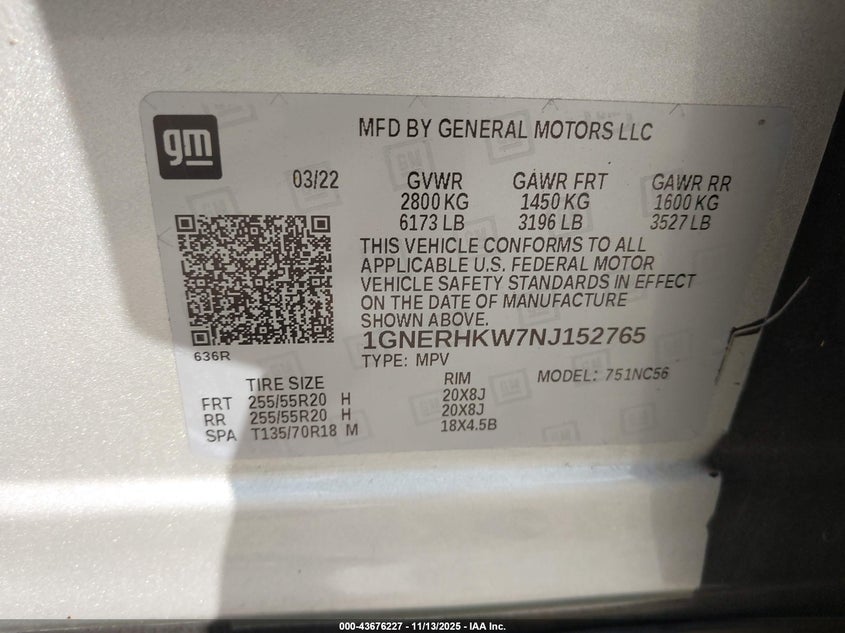 gm
MFD BY GENERAL MOTORS LLC
03/22 GVWR GAWR FRT GAWR RR
2800 KG 1450 KG 1600 KG
6173 LB 3196 LB 3527 LB
THIS VEHICLE CONFORMS TO ALL
APPLICABLE U.S. FEDERAL MOTOR
VEHICLE SAFETY STANDARDS IN EFFECT
ON THE DATE OF MANUFACTURE
SHOWN ABOVE.
1GNERHKW7NJ152765
636R
TYPE: MPV
TIRE SIZE RIM MODEL: 751NC56
FRT 255/55R20 H 20X8J
RR 255/55R20 H 20X8J
SPA T135/70R18 M 18X4.5B
000-43676227 - 11/13/2025 - IAA Inc.